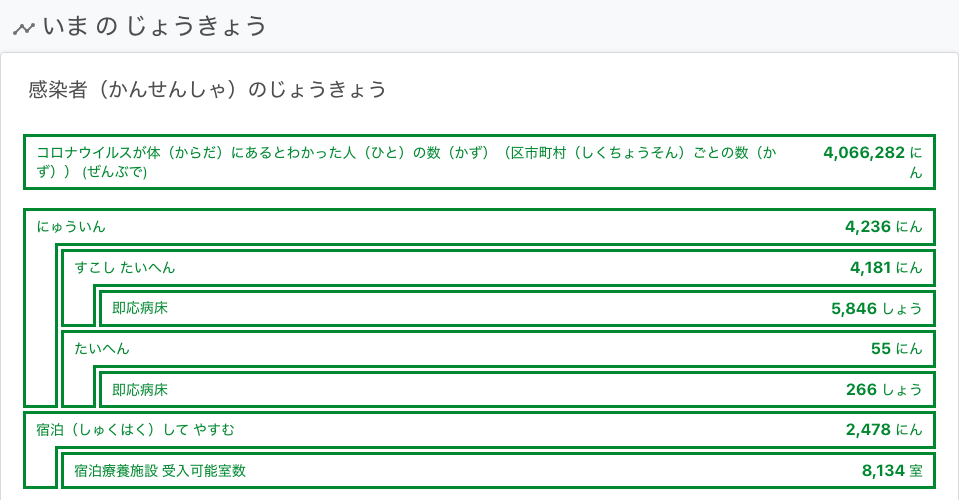 いま の じょうきょう
感染者（かんせんしゃ）のじょうきょう
コロナウイルスが体（からだ）にあるとわかった人（ひと）の数（かず）（区市町村（しくちょうそん）ごとの数（か
ず））(ぜんぶで)
4,066,282 に
ん
にゅういん 4,236 にん
すこし たいへん 4,181 にん
即応病床 5,846 しょう
たいへん 55 にん
即応病床 266 しょう
宿泊（しゅくはく）して やすむ 2,478 にん
宿泊療養施設 受入可能室数 8,134 室